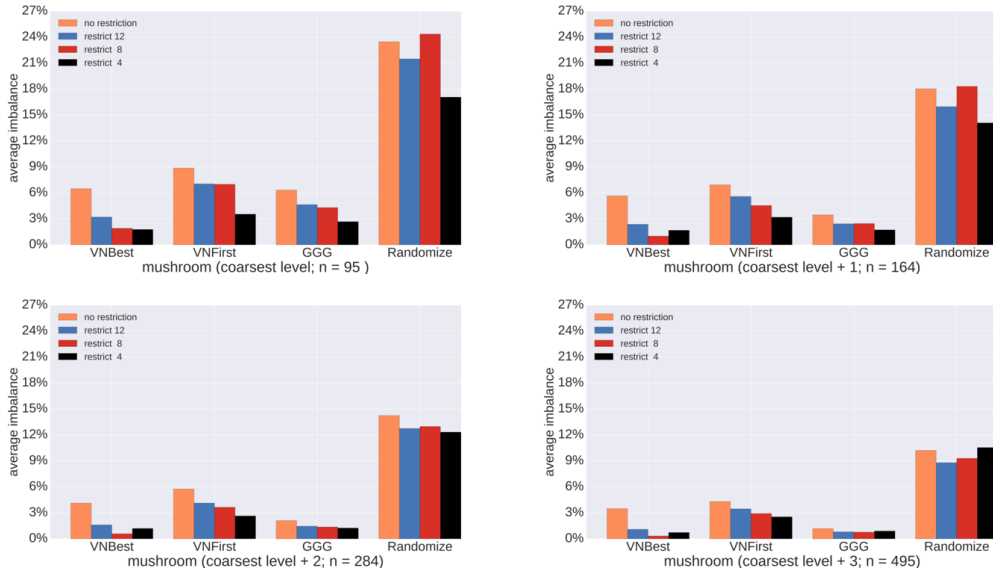 27%
24%
21%
18%
15%
12%
9%
6%
3%
0%
average imbalance
no restriction
restrict 12
restrict 8
restrict 4
VNBest
VNFirst
GGG
Randomize
mushroom (coarsest level; n = 95 )
27%
24%
21%
18%
15%
12%
9%
6%
3%
0%
average imbalance
no restriction
restrict 12
restrict 8
restrict 4
VNBest
VNFirst
GGG
Randomize
mushroom (coarsest level + 1; n = 164)
27%
24%
21%
18%
15%
12%
9%
6%
3%
0%
average imbalance
no restriction
restrict 12
restrict 8
restrict 4
VNBest
VNFirst
GGG
Randomize
mushroom (coarsest level + 2; n = 284)
27%
24%
21%
18%
15%
12%
9%
6%
3%
0%
average imbalance
no restriction
restrict 12
restrict 8
restrict 4
VNBest
VNFirst
GGG
Randomize
mushroom (coarsest level + 3; n = 495)